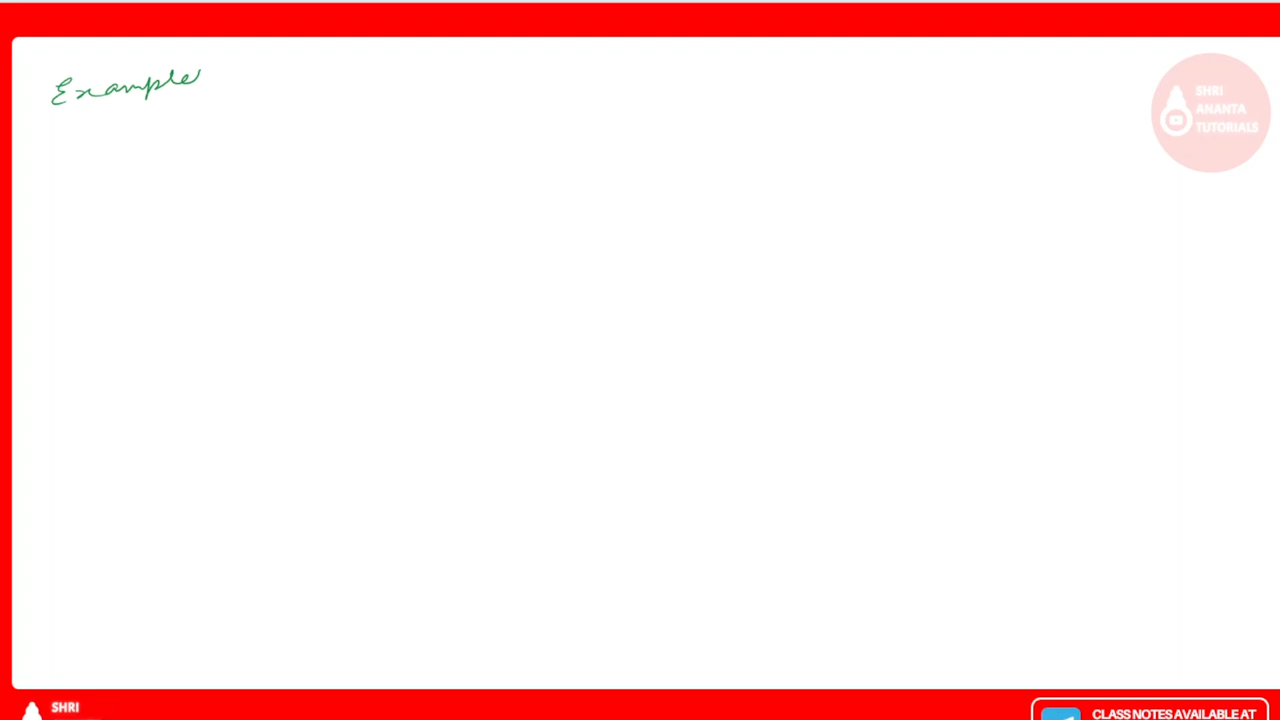 Example
SHRI
ANANTA
TUTORIALS
SHRI
CLASS NOTES AVAILABLE AT